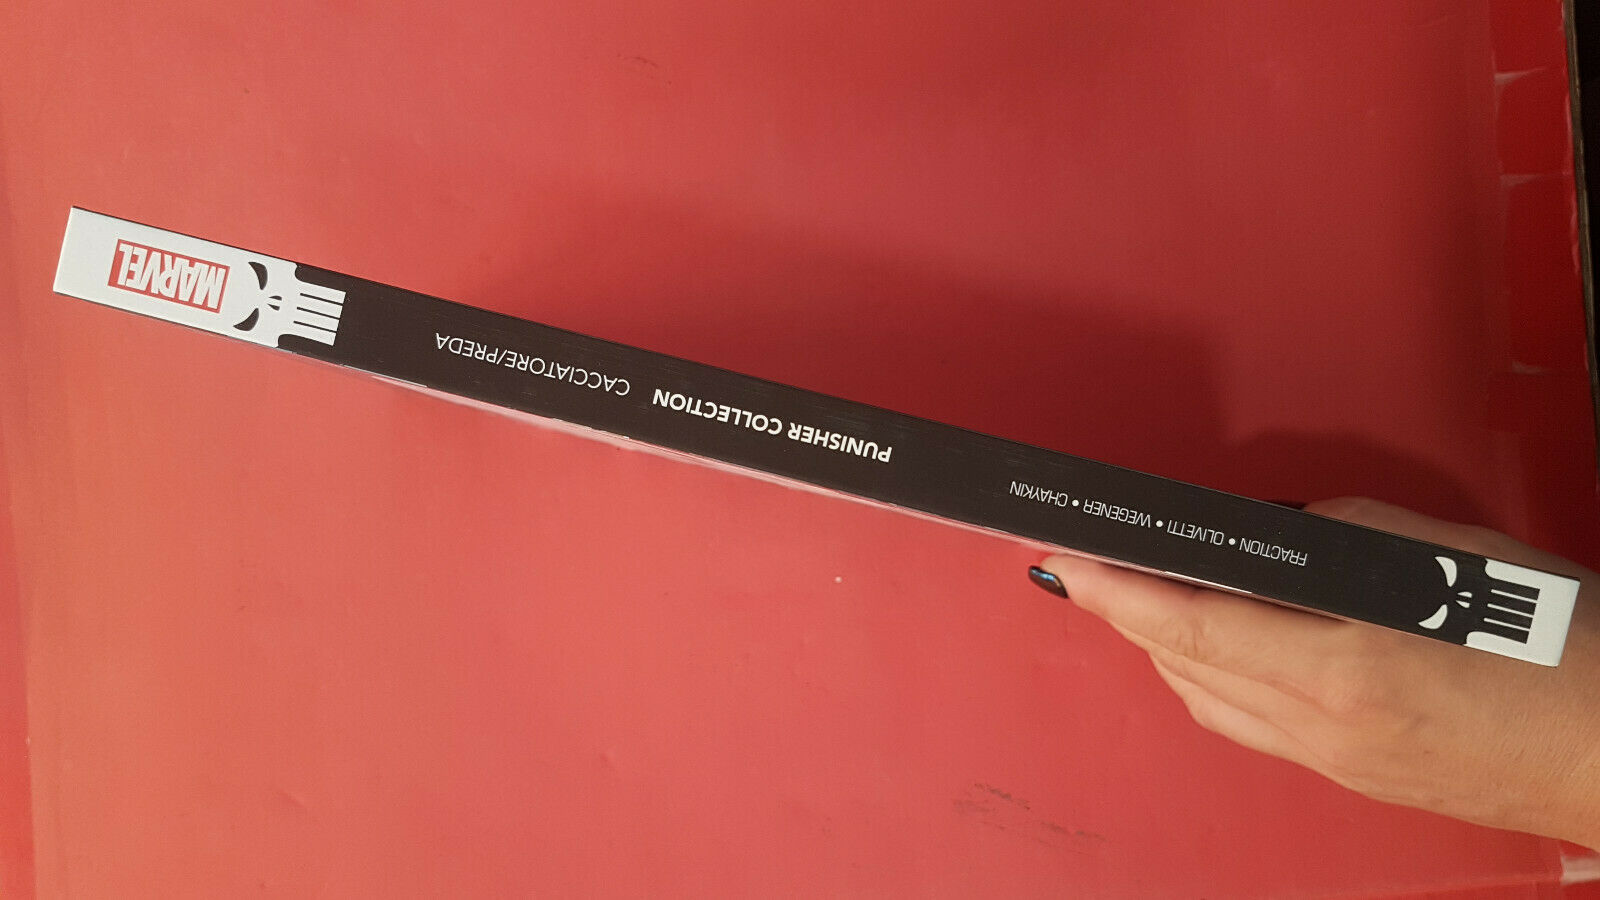 FRACTION • OLIVETTI • WEGENER • CHAYKIN
PUNISHER COLLECTION CACCIATORE/PREDA
MARVEL